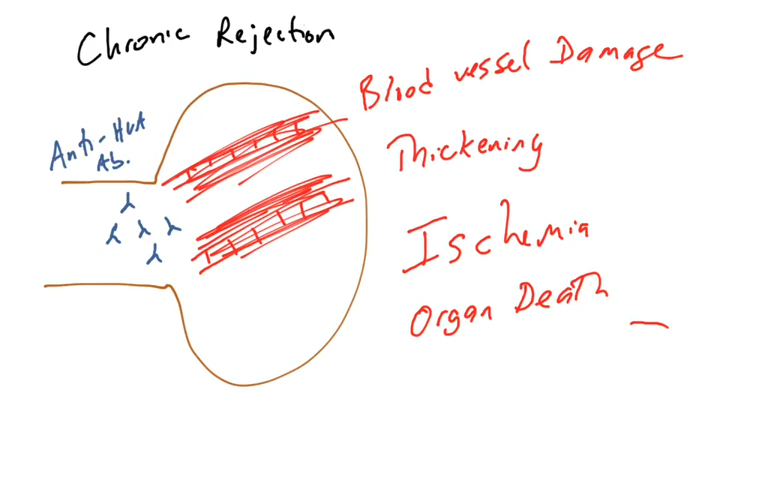 Chronic Rejection
Blood vessel Damage
Anti-HLA
Ab.
Thickening
Ischemia
Organ Death